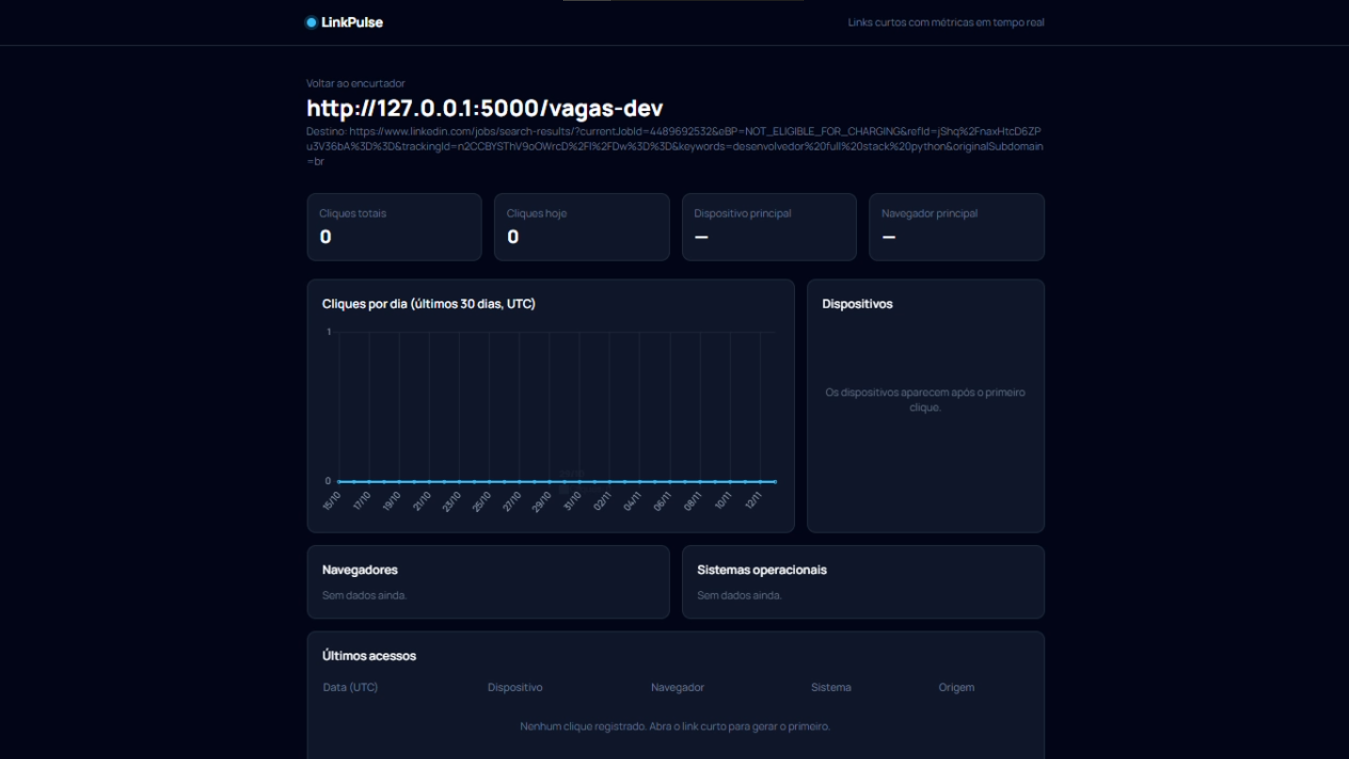 LinkPulse
Links curtos com métricas em tempo real
Voltar ao encurtador
http://127.0.0.1:5000/vagas-dev
Destino: https://www.linkedin.com/jobs/search-results/?currentJobId=4489692532&eBP=NOT_ELIGIBLE_FOR_CHARGING&refId=jShq%2FnaxHtcD6ZP
u3V36bA%3D%3D&trackingId=n2CCBYSThV9oOWrcD%2Fl%2FDw%3D%3D&keywords=desenvolvedor%20full%20stack%20python&originalSubdomain
=br
Cliques totais
0
Cliques hoje
0
Dispositivo principal
—
Navegador principal
—
Cliques por dia (últimos 30 dias, UTC)
1
0
15/10 17/10 19/10 21/10 23/10 25/10 27/10 29/10 31/10 02/11 04/11 06/11 08/11 10/11 12/11
Dispositivos
Os dispositivos aparecem após o primeiro
clique.
Navegadores
Sem dados ainda.
Sistemas operacionais
Sem dados ainda.
Últimos acessos
Data (UTC) Dispositivo Navegador Sistema Origem
Nenhum clique registrado. Abra o link curto para gerar o primeiro.